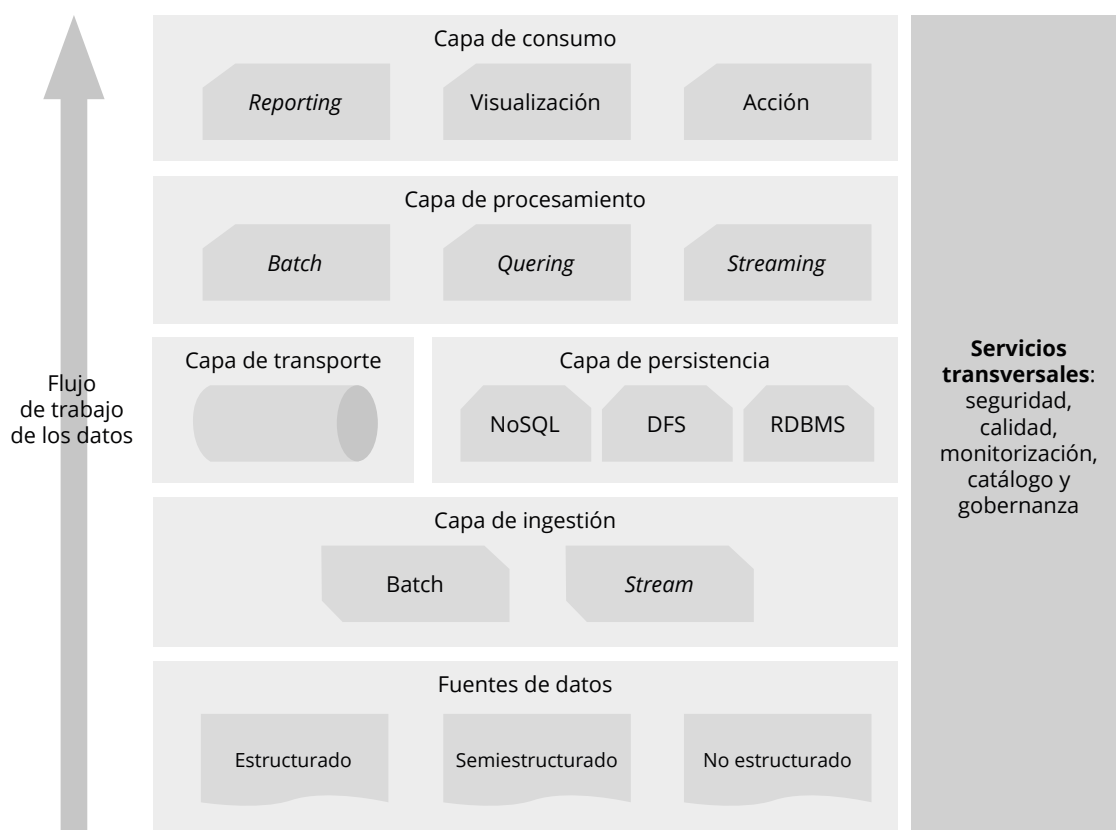 Capa de consumo
Reporting
Visualización
Acción
Capa de procesamiento
Batch
Quering
Streaming
Capa de transporte
Capa de persistencia
NoSQL
DFS
RDBMS
Capa de ingestión
Batch
Stream
Fuentes de datos
Estructurado
Semiestructurado
No estructurado
Flujo
de trabajo
de los datos
Servicios
transversales:
seguridad,
calidad,
monitorización,
catálogo y
gobernanza